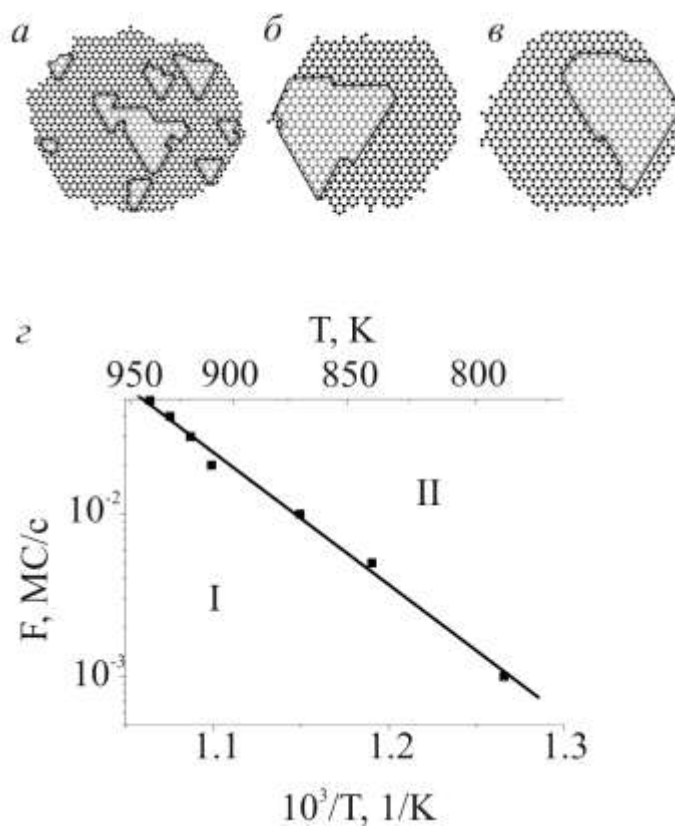 а
б
в
г
T, K
950 900 850 800
10⁻²
10⁻³
F, МС/с
I
II
1.1 1.2 1.3
10³/T, 1/K